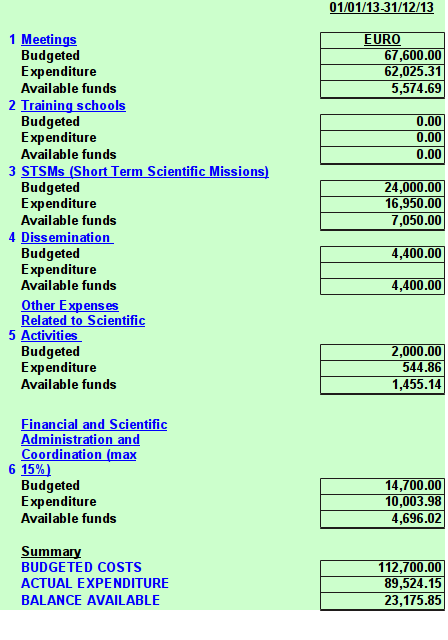 01/01/13-31/12/13
1 Meetings EURO
Budgeted 67,600.00
Expenditure 62,025.31
Available funds 5,574.69
2 Training schools
Budgeted 0.00
Expenditure 0.00
Available funds 0.00
3 STSMs (Short Term Scientific Missions)
Budgeted 24,000.00
Expenditure 16,950.00
Available funds 7,050.00
4 Dissemination
Budgeted 4,400.00
Expenditure
Available funds 4,400.00
Other Expenses
Related to Scientific
5 Activities
Budgeted 2,000.00
Expenditure 544.86
Available funds 1,455.14
Financial and Scientific
Administration and
Coordination (max
6 15%)
Budgeted 14,700.00
Expenditure 10,003.98
Available funds 4,696.02
Summary
BUDGETED COSTS 112,700.00
ACTUAL EXPENDITURE 89,524.15
BALANCE AVAILABLE 23,175.85